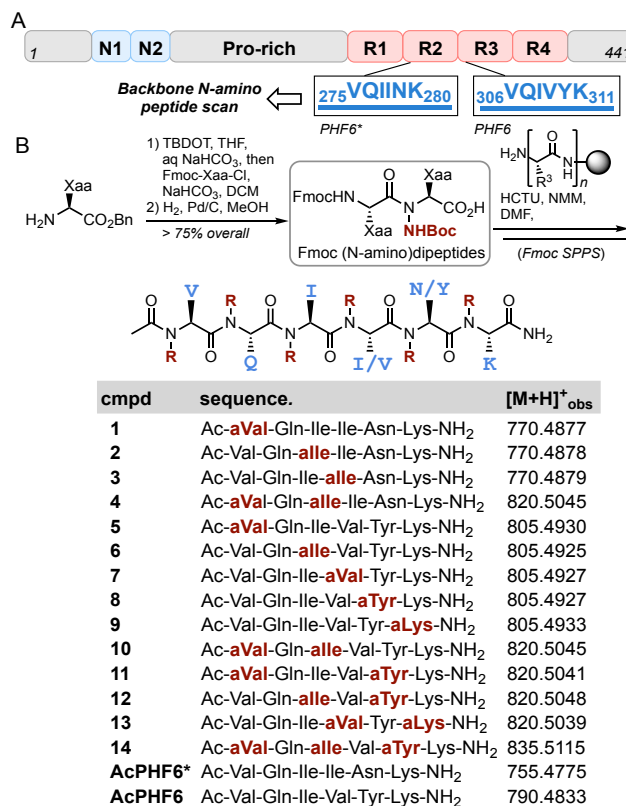 A
1 N1 N2 Pro-rich R1 R2 R3 R4 441
Backbone N-amino
peptide scan
275VQIINK280 306VQIVYK311
PHF6* PHF6
B
1) TBDOT, THF,
aq NaHCO3, then
Fmoc-Xaa-Cl,
NaHCO3, DCM
2) H2, Pd/C, MeOH
> 75% overall
Xaa
H2N CO2Bn
O Xaa
FmocHN N CO2H
Xaa NHBoc
Fmoc (N-amino)dipeptides
H2N O N H n
R3
HCTU, NMM,
DMF,
(Fmoc SPPS)
V I N/Y
O R O R O R O
N N N N N N NH2
R O R O R O
Q I/V K
cmpd sequence. [M+H]+obs
1 Ac-aVal-Gln-Ile-Ile-Asn-Lys-NH2 770.4877
2 Ac-Val-Gln-aIle-Ile-Asn-Lys-NH2 770.4878
3 Ac-Val-Gln-Ile-aIle-Asn-Lys-NH2 770.4879
4 Ac-aVal-Gln-aIle-Ile-Asn-Lys-NH2 820.5045
5 Ac-aVal-Gln-Ile-Val-Tyr-Lys-NH2 805.4930
6 Ac-Val-Gln-aIle-Val-Tyr-Lys-NH2 805.4925
7 Ac-Val-Gln-Ile-aVal-Tyr-Lys-NH2 805.4927
8 Ac-Val-Gln-Ile-Val-aTyr-Lys-NH2 805.4927
9 Ac-Val-Gln-Ile-Val-Tyr-aLys-NH2 805.4933
10 Ac-aVal-Gln-aIle-Val-Tyr-Lys-NH2 820.5045
11 Ac-aVal-Gln-Ile-Val-aTyr-Lys-NH2 820.5041
12 Ac-Val-Gln-aIle-Val-aTyr-Lys-NH2 820.5048
13 Ac-Val-Gln-Ile-aVal-Tyr-aLys-NH2 820.5039
14 Ac-aVal-Gln-aIle-Val-aTyr-Lys-NH2 835.5115
AcPHF6* Ac-Val-Gln-Ile-Ile-Asn-Lys-NH2 755.4775
AcPHF6 Ac-Val-Gln-Ile-Val-Tyr-Lys-NH2 790.4833